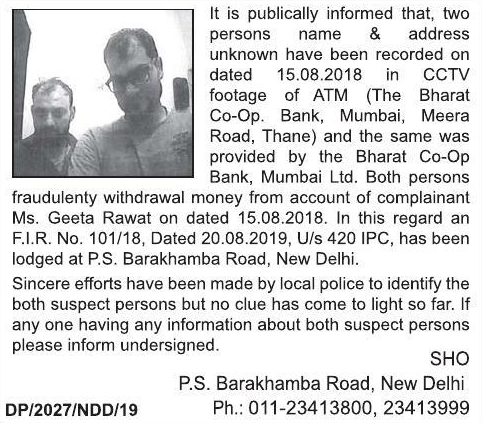 It is publically informed that, two
persons name & address
unknown have been recorded on
dated 15.08.2018 in CCTV
footage of ATM (The Bharat
Co-Op. Bank, Mumbai, Meera
Road, Thane) and the same was
provided by the Bharat Co-Op
Bank, Mumbai Ltd. Both persons
fraudulenty withdrawal money from account of complainant
Ms. Geeta Rawat on dated 15.08.2018. In this regard an
F.I.R. No. 101/18, Dated 20.08.2019, U/s 420 IPC, has been
lodged at P.S. Barakhamba Road, New Delhi.
Sincere efforts have been made by local police to identify the
both suspect persons but no clue has come to light so far. If
any one having any information about both suspect persons
please inform undersigned.
SHO
P.S. Barakhamba Road, New Delhi
DP/2027/NDD/19 Ph.: 011-23413800, 23413999